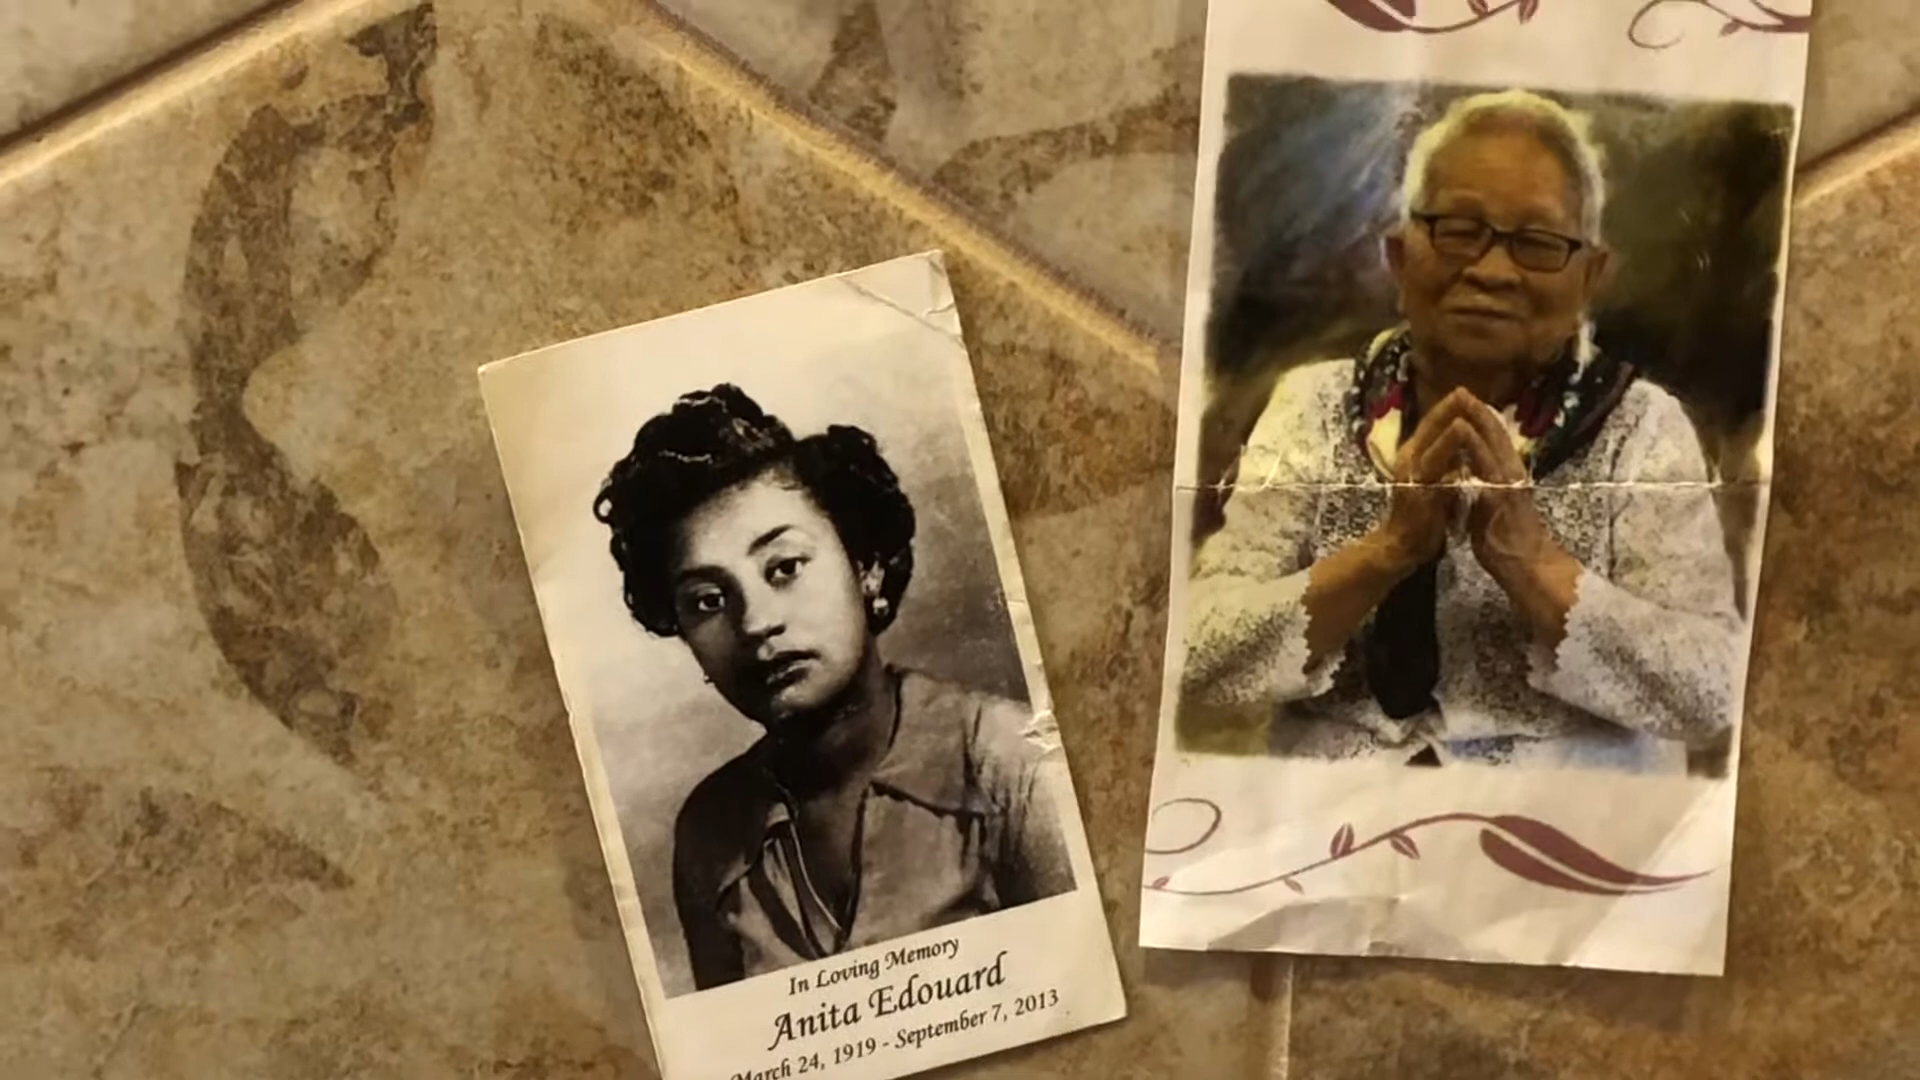 In Loving Memory
Anita Edouard
March 24, 1919 - September 7, 2013